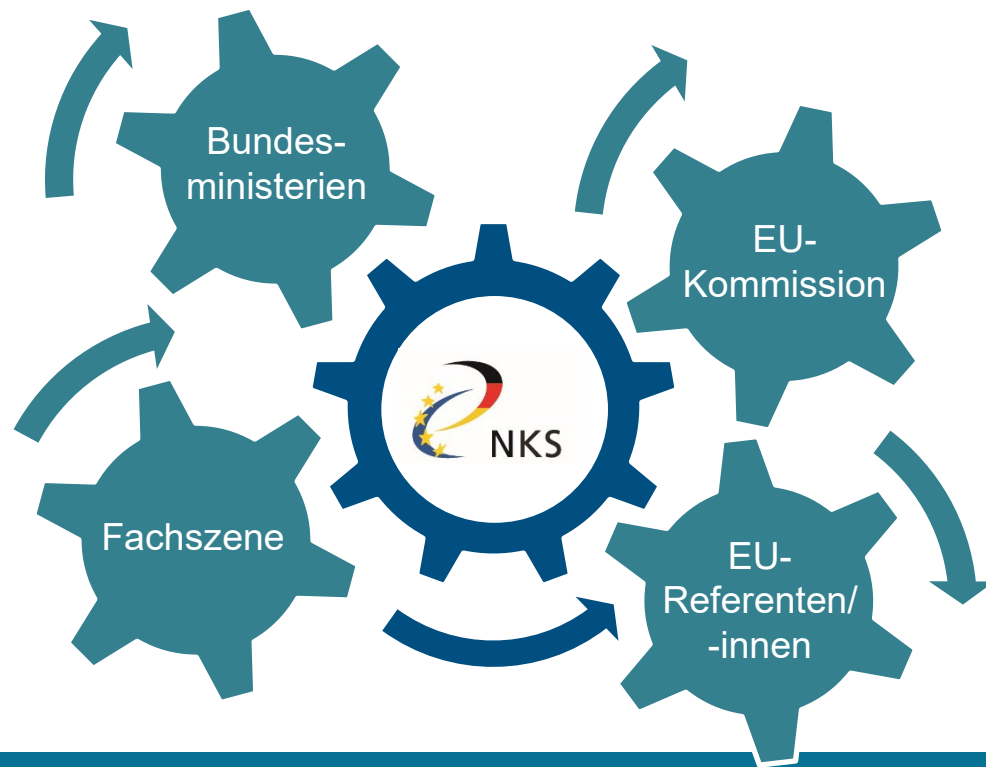 Bundes-
ministerien
EU-
Kommission
NKS
Fachszene
EU-
Referenten/
-innen